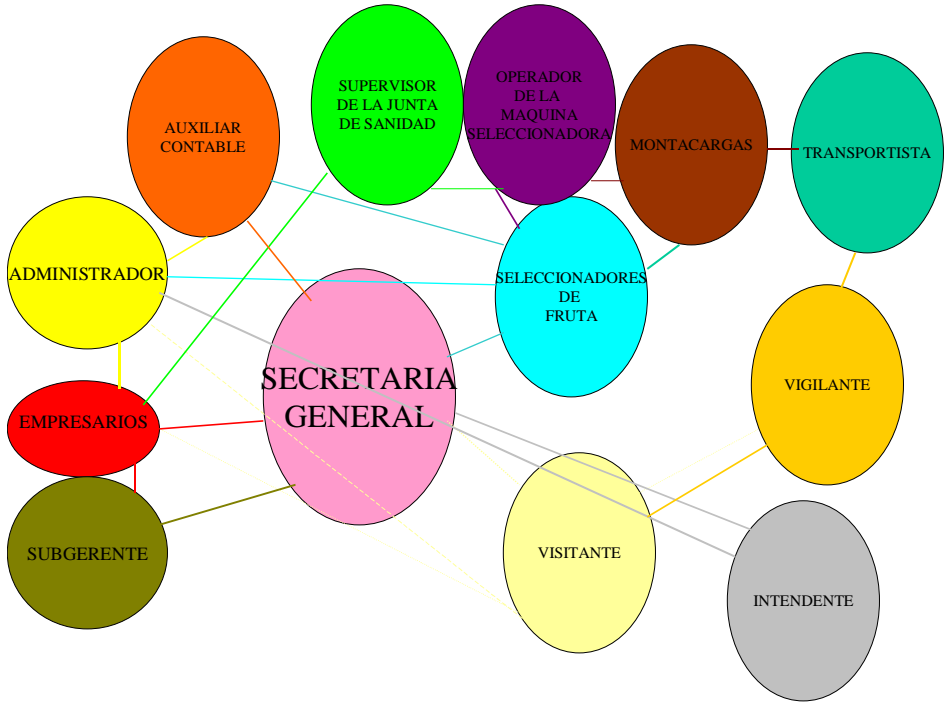 SUPERVISOR
DE LA JUNTA
DE SANIDAD
OPERADOR
DE LA
MAQUINA
SELECCIONADORA
AUXILIAR
CONTABLE
MONTACARGAS
TRANSPORTISTA
ADMINISTRADOR
SELECCIONADORES
DE
FRUTA
SECRETARIA
GENERAL
VIGILANTE
EMPRESARIOS
SUBGERENTE
VISITANTE
INTENDENTE